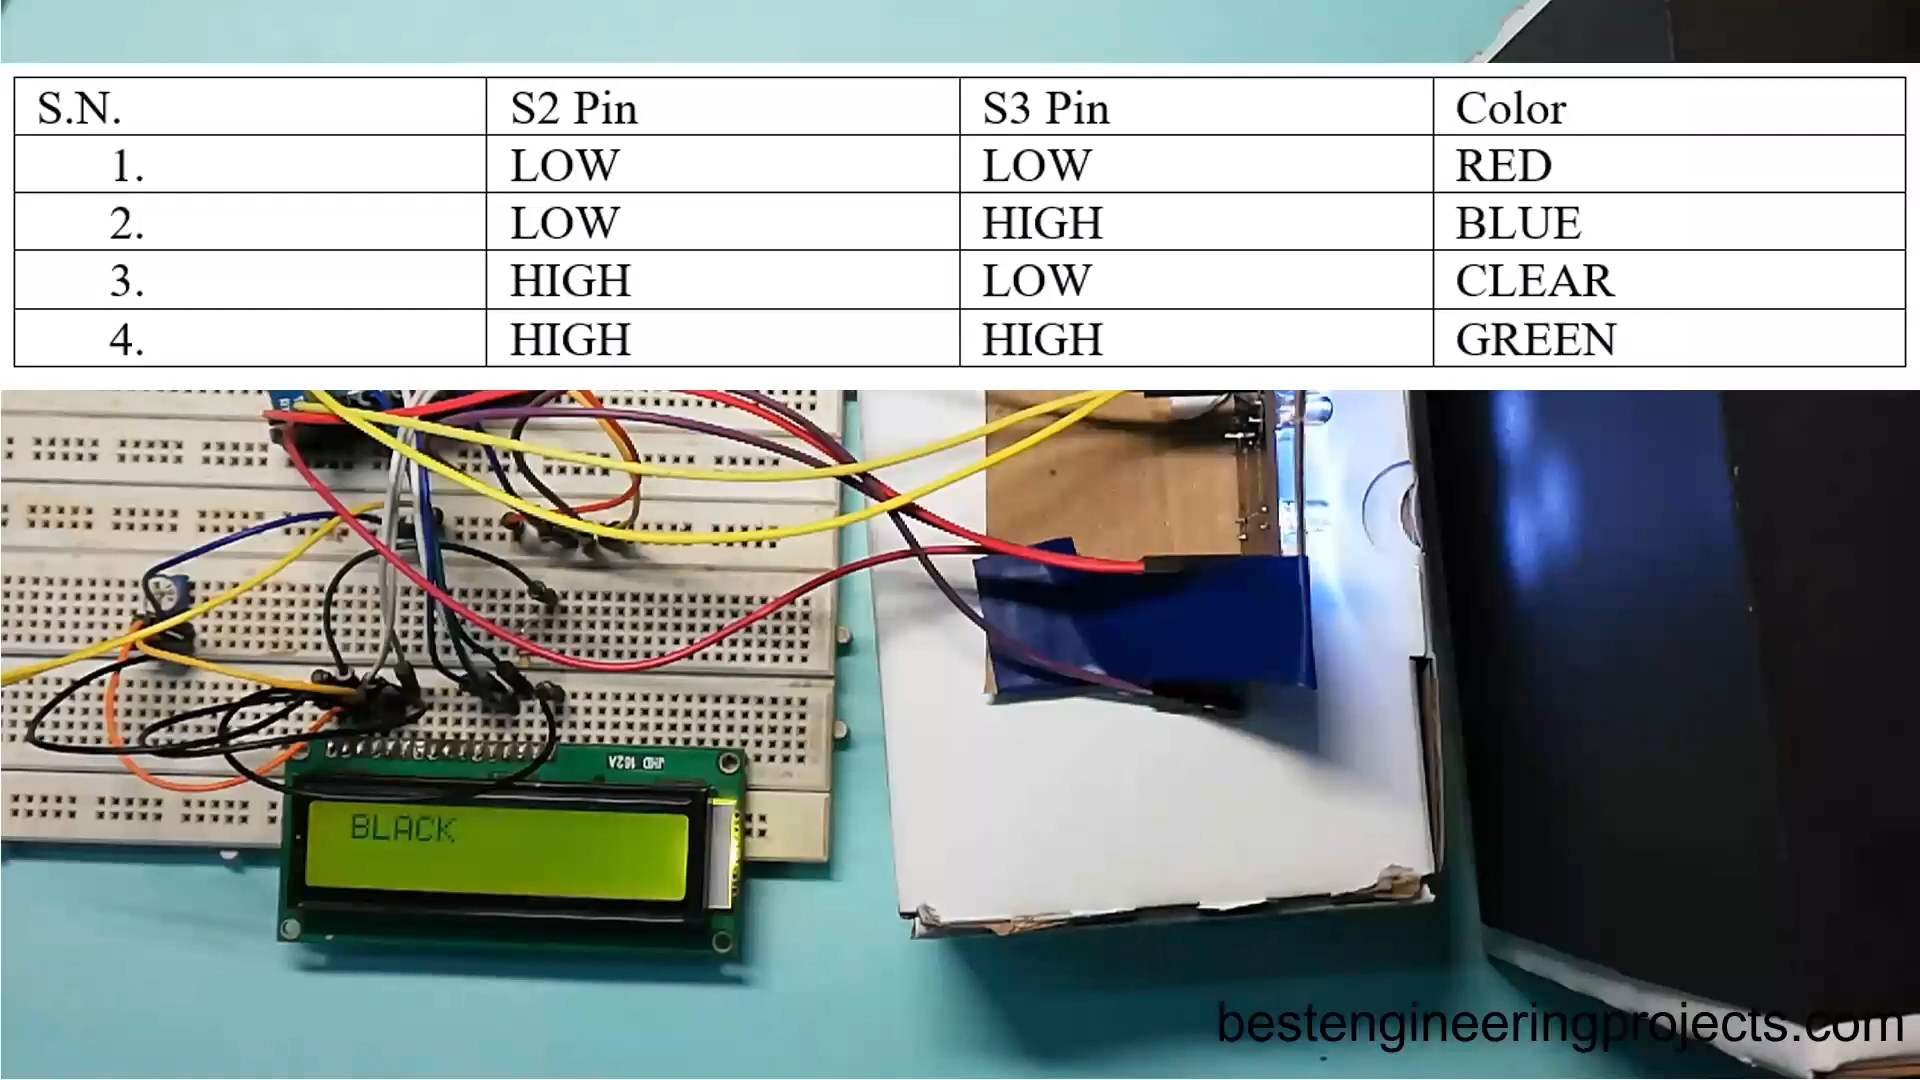 S.N. S2 Pin S3 Pin Color
1. LOW LOW RED
2. LOW HIGH BLUE
3. HIGH LOW CLEAR
4. HIGH HIGH GREEN
JHD 162A
BLACK
bestengineeringprojects.com